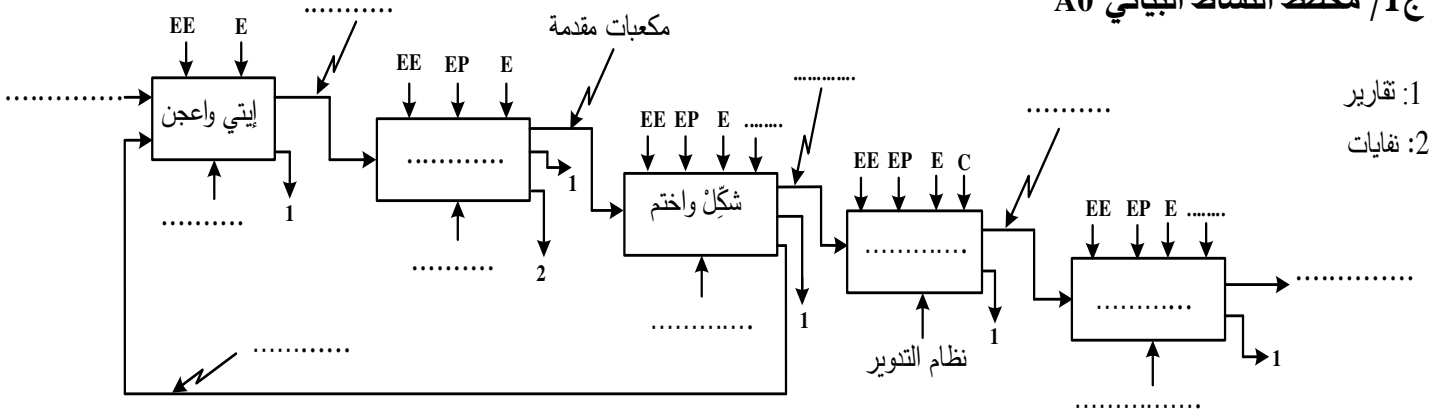 ج1/ مخطط النشاط البياني A0
1: تقارير
2: نفايات
............
EE E
...............
إيتي واعجن
..........
1
مكعبات مقدمة
EE EP E
............
..........
1
2
.............
EE EP E ........
شكِّلْ واختم
.............
1
............
..........
EE EP E C
.............
نظام التدوير
1
EE EP E ........
............
...............
................
1